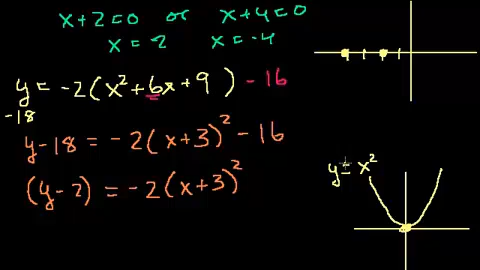 x+2=0 or x+4=0
x=2 x=-4
y=-2(x²+6x+9) -16
-18
y-18 = -2(x+3)² -16
(y-2) = -2(x+3)²
y=x²